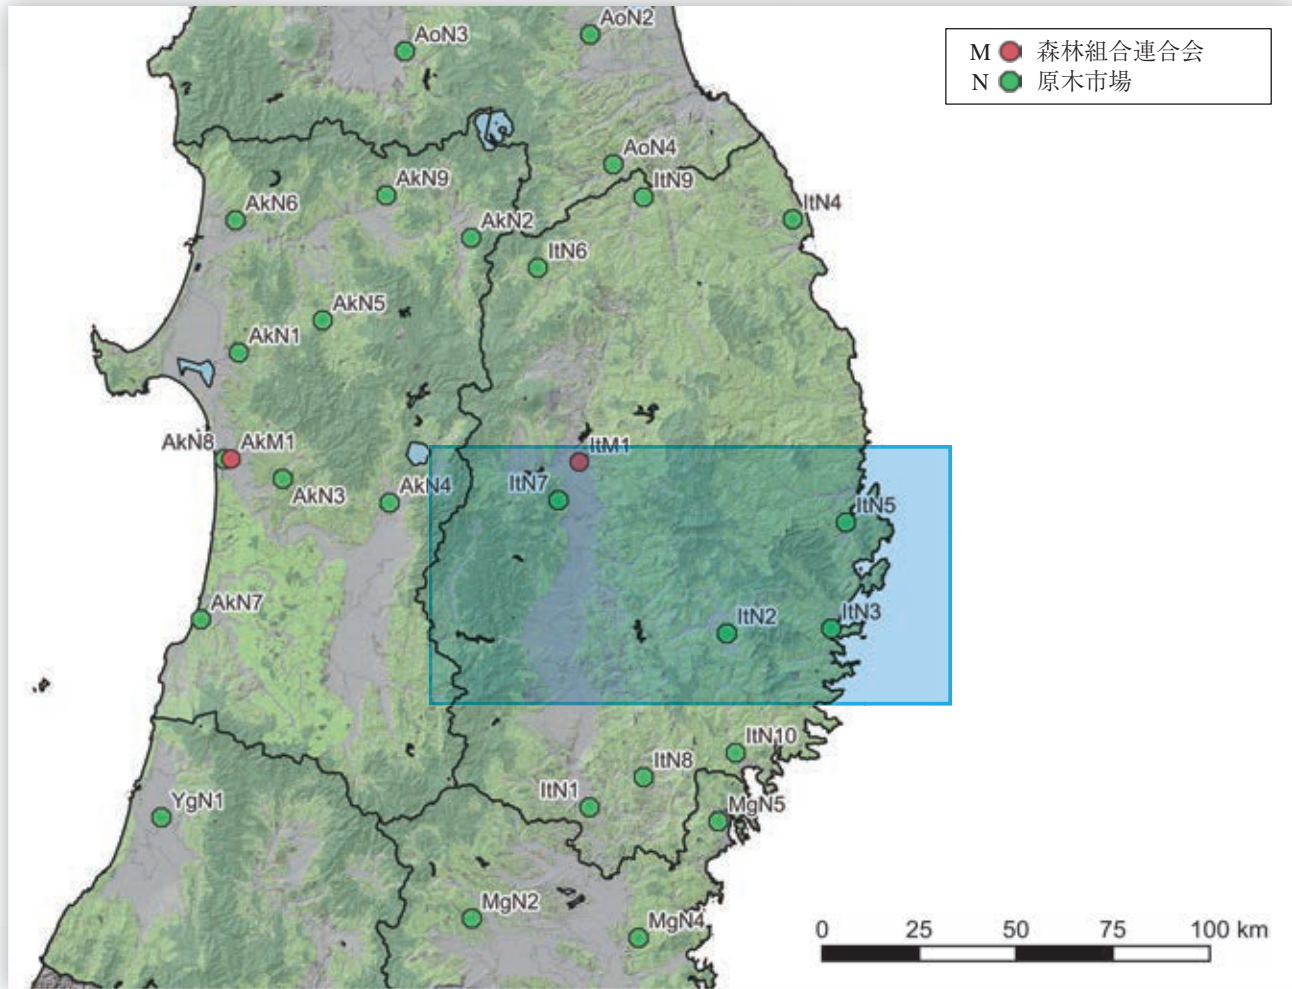 AoN2
AoN3
M 森林組合連合会
N 原木市場
AoN4
AkN9
ItN9
AkN6
ItN4
AkN2
ItN6
AkN5
AkN1
AkN8
AkM1
ItM1
AkN3
AkN4
ItN7
ItN5
AkN7
ItN2
ItN3
ItN10
ItN8
ItN1
YgN1
MgN5
MgN2
MgN4
0 25 50 75 100 km